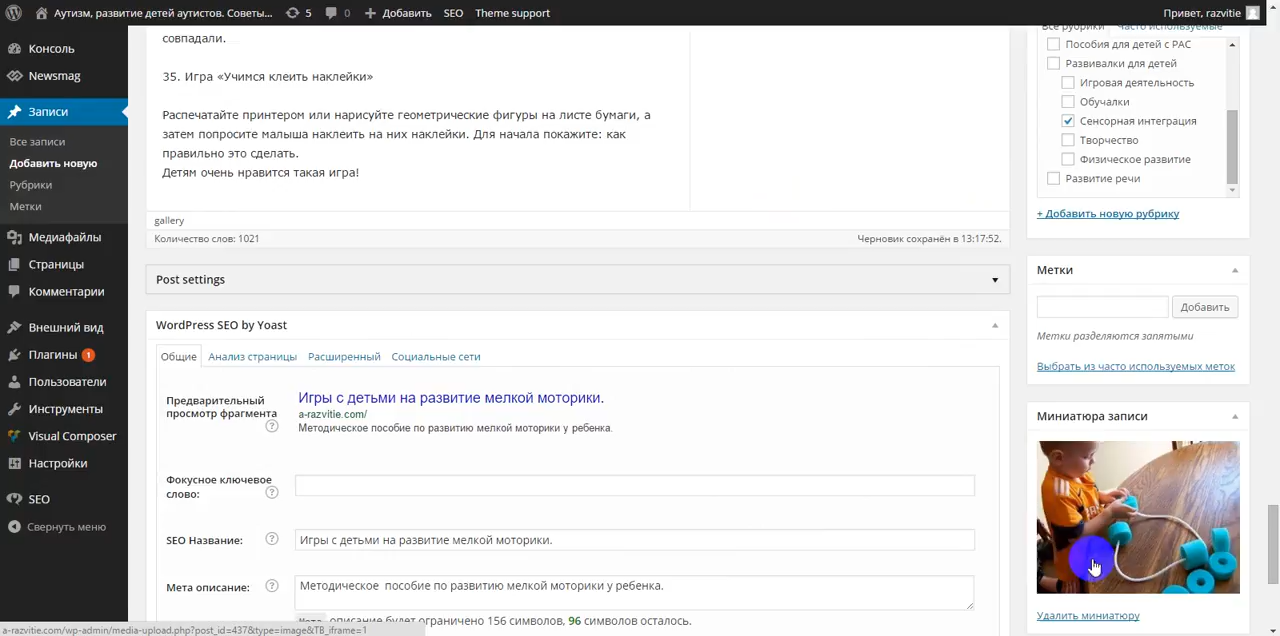 Аутизм, развитие детей аутистов. Советы...
5
0
Добавить
SEO
Theme support
Привет, razvitie
Консоль
Newsmag
Записи
Все записи
Добавить новую
Рубрики
Метки
Медиафайлы
Страницы
Комментарии
Внешний вид
Плагины 1
Пользователи
Инструменты
Visual Composer
Настройки
SEO
Свернуть меню
совпадали.
35. Игра «Учимся клеить наклейки»
Распечатайте принтером или нарисуйте геометрические фигуры на листе бумаги, а
затем попросите малыша наклеить на них наклейки. Для начала покажите: как
правильно это сделать.
Детям очень нравится такая игра!
gallery
Количество слов: 1021
Черновик сохранён в 13:17:52.
Post settings
WordPress SEO by Yoast
Общие
Анализ страницы
Расширенный
Социальные сети
Предварительный
просмотр фрагмента
?
Игры с детьми на развитие мелкой моторики.
a-razvitie.com/
Методическое пособие по развитию мелкой моторики у ребенка.
Фокусное ключевое
слово:
?
SEO Название:
?
Игры с детьми на развитие мелкой моторики.
Мета описание:
?
Методическое пособие по развитию мелкой моторики у ребенка.
описание будет ограничено 156 символов, 96 символов осталось.
Все рубрики
Часто используемые
Пособия для детей с РАС
Развивалки для детей
Игровая деятельность
Обучалки
Сенсорная интеграция
Творчество
Физическое развитие
Развитие речи
+ Добавить новую рубрику
Метки
Добавить
Метки разделяются запятыми
Выбрать из часто используемых меток
Миниатюра записи
Удалить миниатюру
a-razvitie.com/wp-admin/media-upload.php?post_id=437&type=image&TB_iframe=1